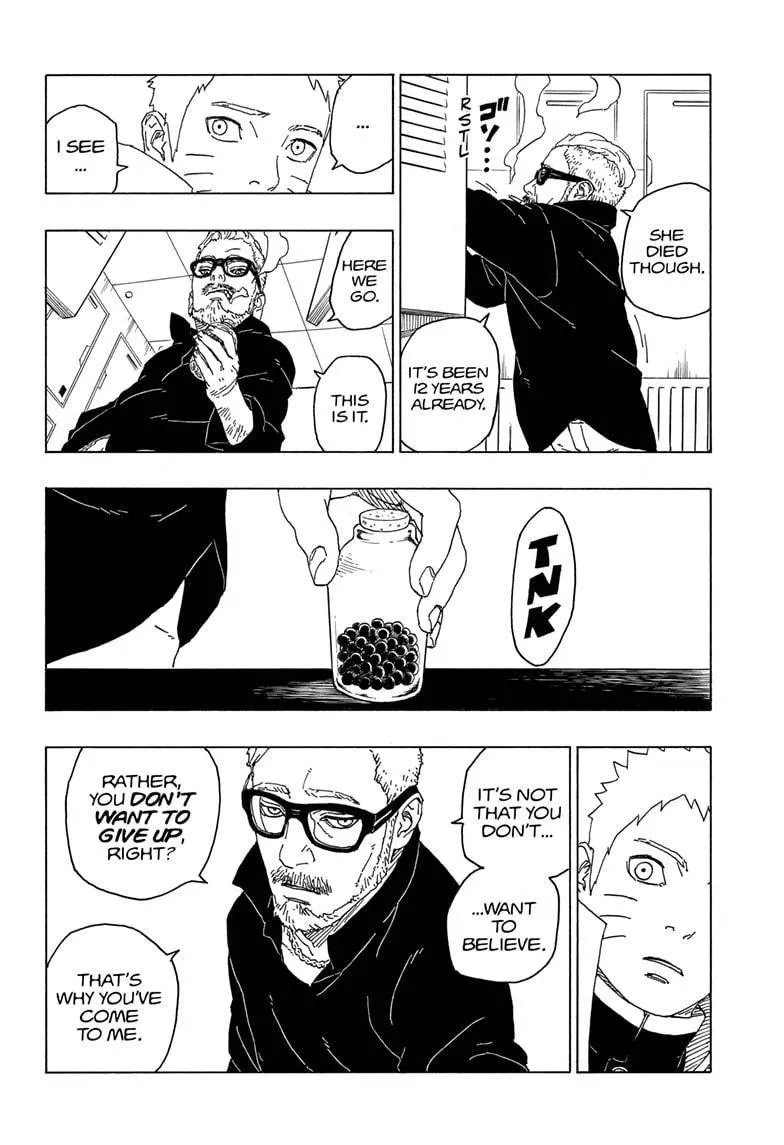 ゴソ...
RSTL
SHE
DIED
THOUGH.
IT'S BEEN
12 YEARS
ALREADY.
...
I SEE
...
HERE
WE
GO.
THIS
IS IT.
TNK
IT'S NOT
THAT YOU
DON'T...
...WANT
TO
BELIEVE.
RATHER,
YOU DON'T
WANT TO
GIVE UP,
RIGHT?
THAT'S
WHY YOU'VE
COME
TO ME.